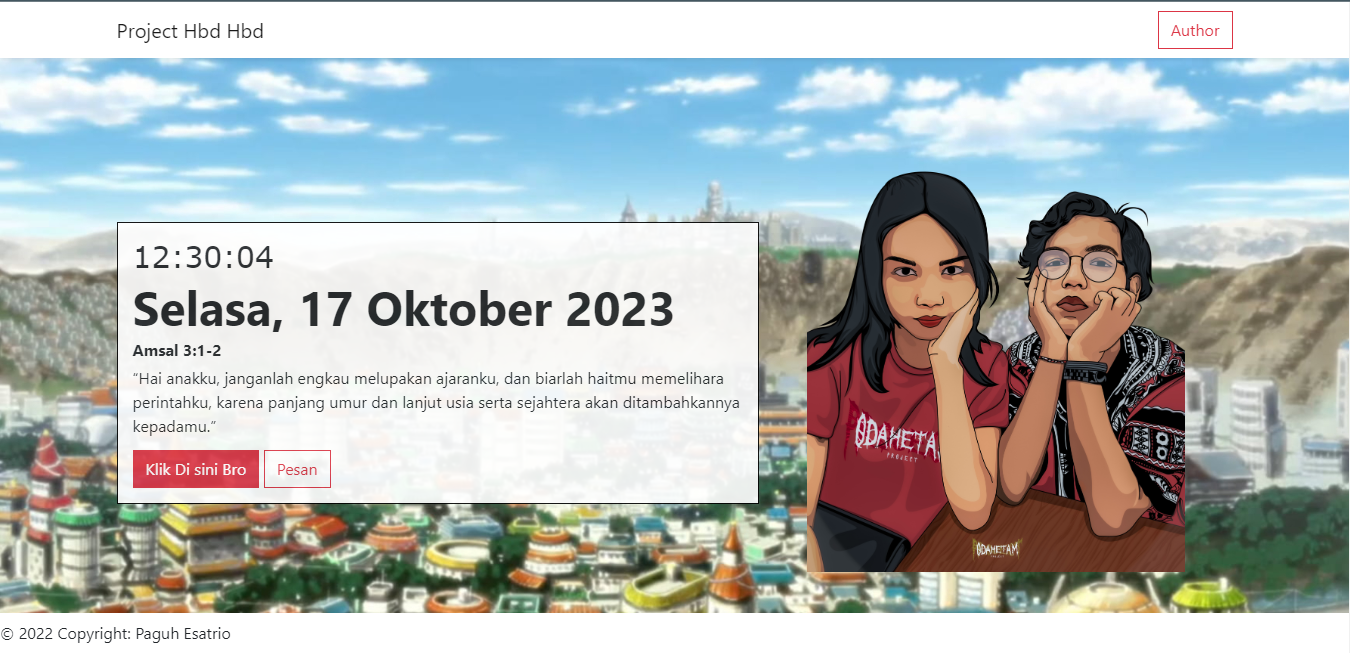 Project Hbd Hbd
Author
12:30:04
Selasa, 17 Oktober 2023
Amsal 3:1-2
“Hai anakku, janganlah engkau melupakan ajaranku, dan biarlah haitmu memelihara
perintahku, karena panjang umur dan lanjut usia serta sejahtera akan ditambahkannya
kepadamu.”
Klik Di sini Bro
Pesan
ODAHETAM
PROJECT
ODAHETAM
© 2022 Copyright: Paguh Esatrio